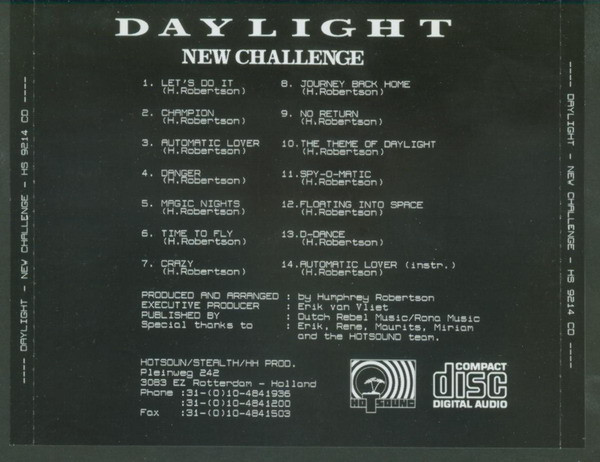 DAYLIGHT
NEW CHALLENGE
1. LET'S DO IT
(H.Robertson)
2. CHAMPION
(H.Robertson)
3. AUTOMATIC LOVER
(H.Robertson)
4. DANGER
(H.Robertson)
5. MAGIC NIGHTS
(H.Robertson)
6. TIME TO FLY
(H.Robertson)
7. CRAZY
(H.Robertson)
8. JOURNEY BACK HOME
(H.Robertson)
9. NO RETURN
(H.Robertson)
10.THE THEME OF DAYLIGHT
(H.Robertson)
11.SPY-O-MATIC
(H.Robertson)
12.FLOATING INTO SPACE
(H.Robertson)
13.D-DANCE
(H.Robertson)
14.AUTOMATIC LOVER (instr.)
(H.Robertson)
PRODUCED AND ARRANGED : by Humphrey Robertson
EXECUTIVE PRODUCER : Erik van Vliet
PUBLISHED BY : Dutch Rebel Music/Rona Music
Special thanks to : Erik, Rene, Maurits, Miriam
and the HOTSOUND team.
HOTSOUN/STEALTH/HH PROD.
Pleinweg 242
3083 EZ Rotterdam - Holland
Phone :31-(0)10-4841936
:31-(0)10-4841200
Fax :31-(0)10-4841503
HOTSOUND
COMPACT
disc
DIGITAL AUDIO
---- DAYLIGHT - NEW CHALLENGE - HS 9214 CD ----
---- DAYLIGHT - NEW CHALLENGE - HS 9214 CD ----